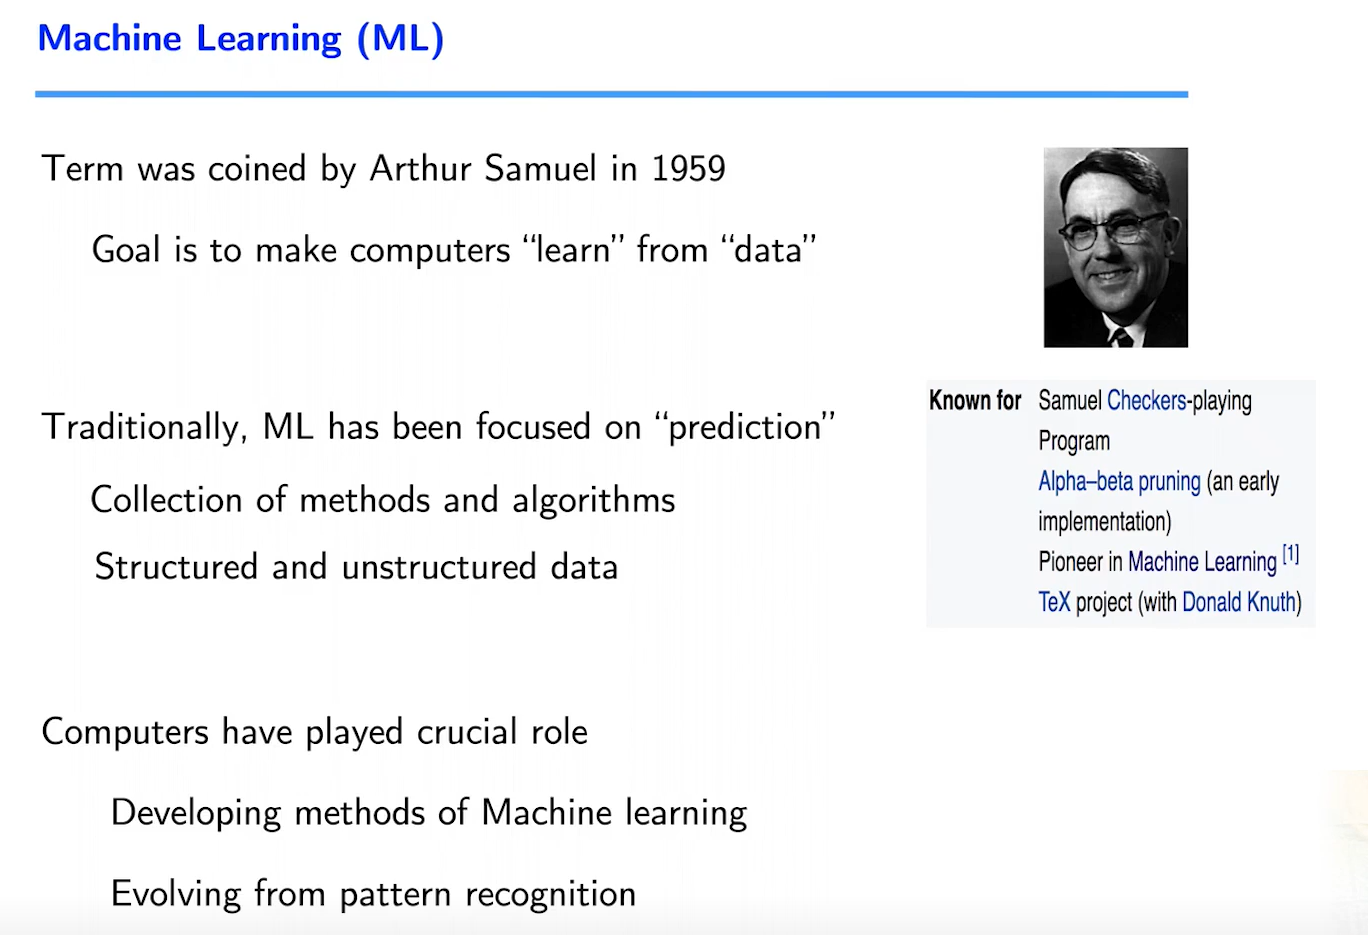 Machine Learning (ML)
Term was coined by Arthur Samuel in 1959
Goal is to make computers “learn” from “data”
Traditionally, ML has been focused on “prediction”
Collection of methods and algorithms
Structured and unstructured data
Computers have played crucial role
Developing methods of Machine learning
Evolving from pattern recognition
Known for Samuel Checkers-playing
Program
Alpha–beta pruning (an early
implementation)
Pioneer in Machine Learning [1]
TeX project (with Donald Knuth)